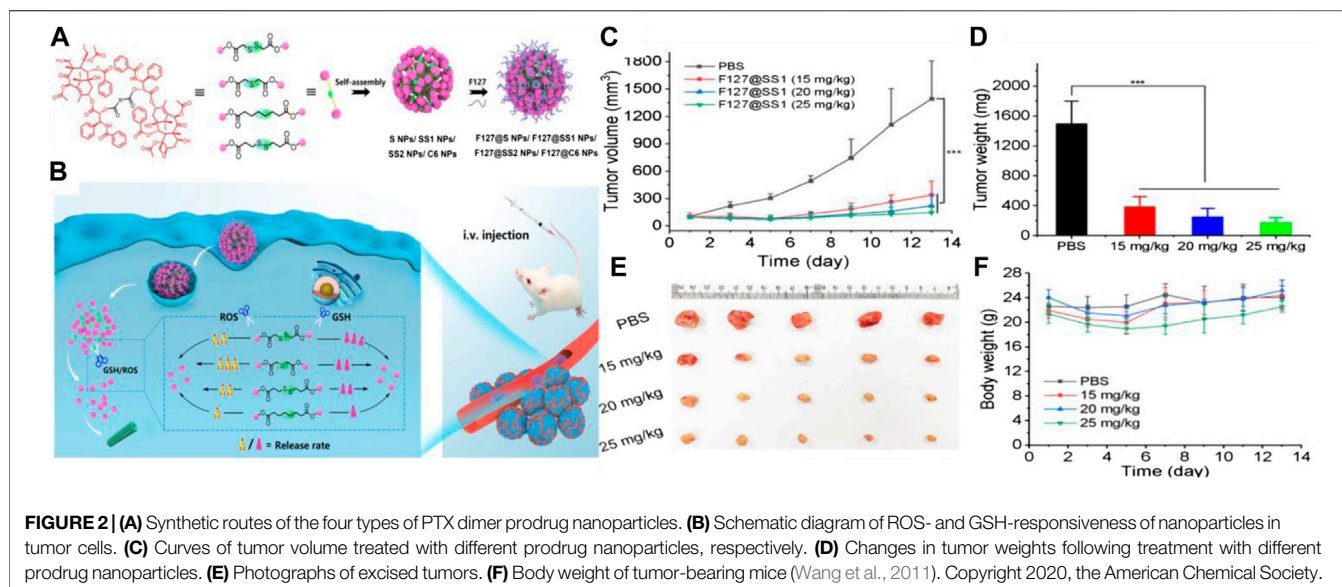 A
Self-assembly
F127
S NPs/ SS1 NPs/
SS2 NPs/ C6 NPs
F127@S NPs/ F127@SS1 NPs/
F127@SS2 NPs/ F127@C6 NPs
B
i.v. injection
ROS
GSH
GSH/ROS
/ = Release rate
C
Tumor volume (mm³)
1800
1500
1200
900
600
300
0
PBS
F127@SS1 (15 mg/kg)
F127@SS1 (20 mg/kg)
F127@SS1 (25 mg/kg)
***
0 2 4 6 8 10 12 14
Time (day)
D
Tumor weight (mg)
2000
1600
1200
800
400
0
***
PBS 15 mg/kg 20 mg/kg 25 mg/kg
E
PBS
15 mg/kg
20 mg/kg
25 mg/kg
F
Body weight (g)
28
24
20
16
12
8
4
0
PBS
15 mg/kg
20 mg/kg
25 mg/kg
0 2 4 6 8 10 12 14
Time (day)
FIGURE 2 | (A) Synthetic routes of the four types of PTX dimer prodrug nanoparticles. (B) Schematic diagram of ROS- and GSH-responsiveness of nanoparticles in
tumor cells. (C) Curves of tumor volume treated with different prodrug nanoparticles, respectively. (D) Changes in tumor weights following treatment with different
prodrug nanoparticles. (E) Photographs of excised tumors. (F) Body weight of tumor-bearing mice (Wang et al., 2011). Copyright 2020, the American Chemical Society.